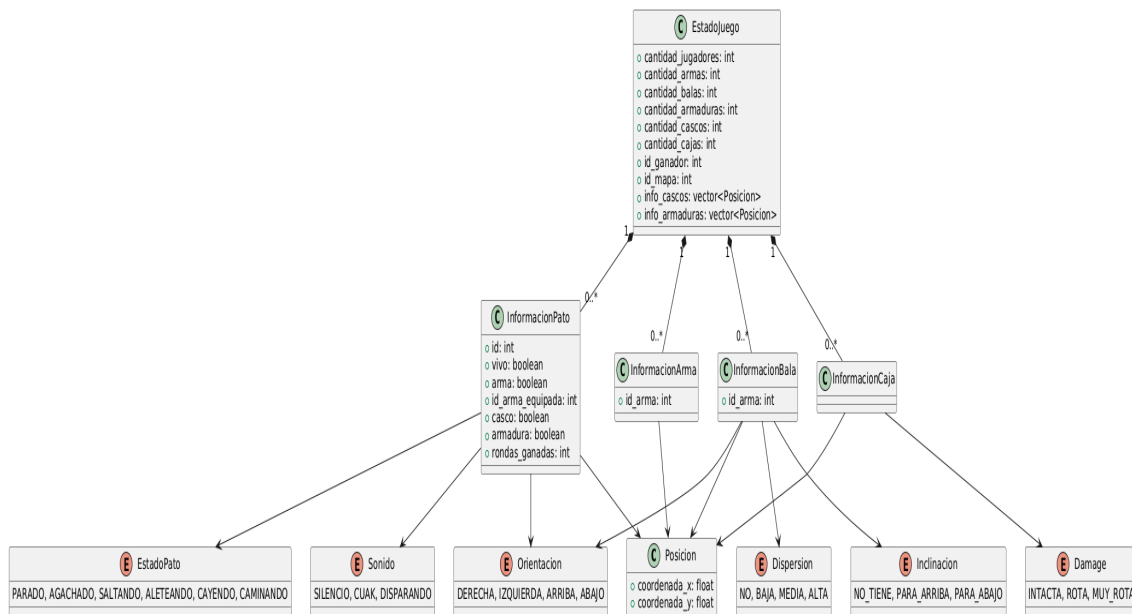 C EstadoJuego
cantidad_jugadores: int
cantidad_armas: int
cantidad_balas: int
cantidad_armaduras: int
cantidad_cascos: int
cantidad_cajas: int
id_ganador: int
id_mapa: int
info_cascos: vector<Posicion>
info_armaduras: vector<Posicion>
1 1 1 1
0..* 0..* 0..* 0..*
C InformacionPato
id: int
vivo: boolean
arma: boolean
id_arma_equipada: int
casco: boolean
armadura: boolean
rondas_ganadas: int
C InformacionArma
id_arma: int
C InformacionBala
id_arma: int
C InformacionCaja
E EstadoPato
PARADO, AGACHADO, SALTANDO, ALETEANDO, CAYENDO, CAMINANDO
E Sonido
SILENCIO, CUAK, DISPARANDO
E Orientacion
DERECHA, IZQUIERDA, ARRIBA, ABAJO
C Posicion
coordenada_x: float
coordenada_y: float
E Dispersion
NO, BAJA, MEDIA, ALTA
E Inclinacion
NO_TIENE, PARA_ARRIBA, PARA_ABAJO
E Damage
INTACTA, ROTA, MUY_ROTA